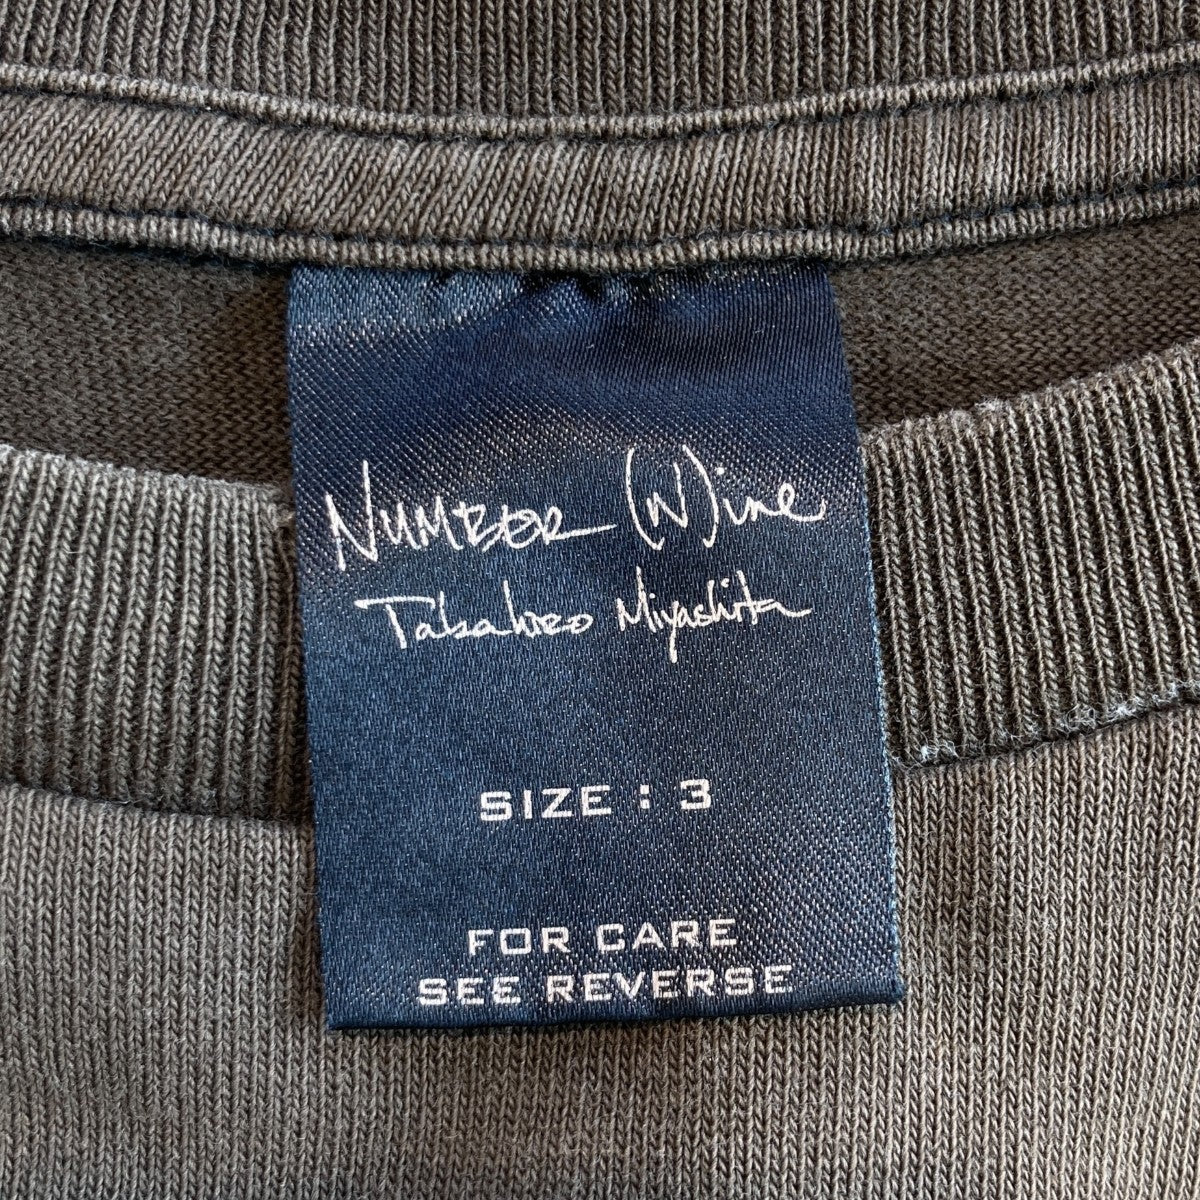 NUMBER (N)ine
Takahiro Miyashita
SIZE : 3
FOR CARE
SEE REVERSE